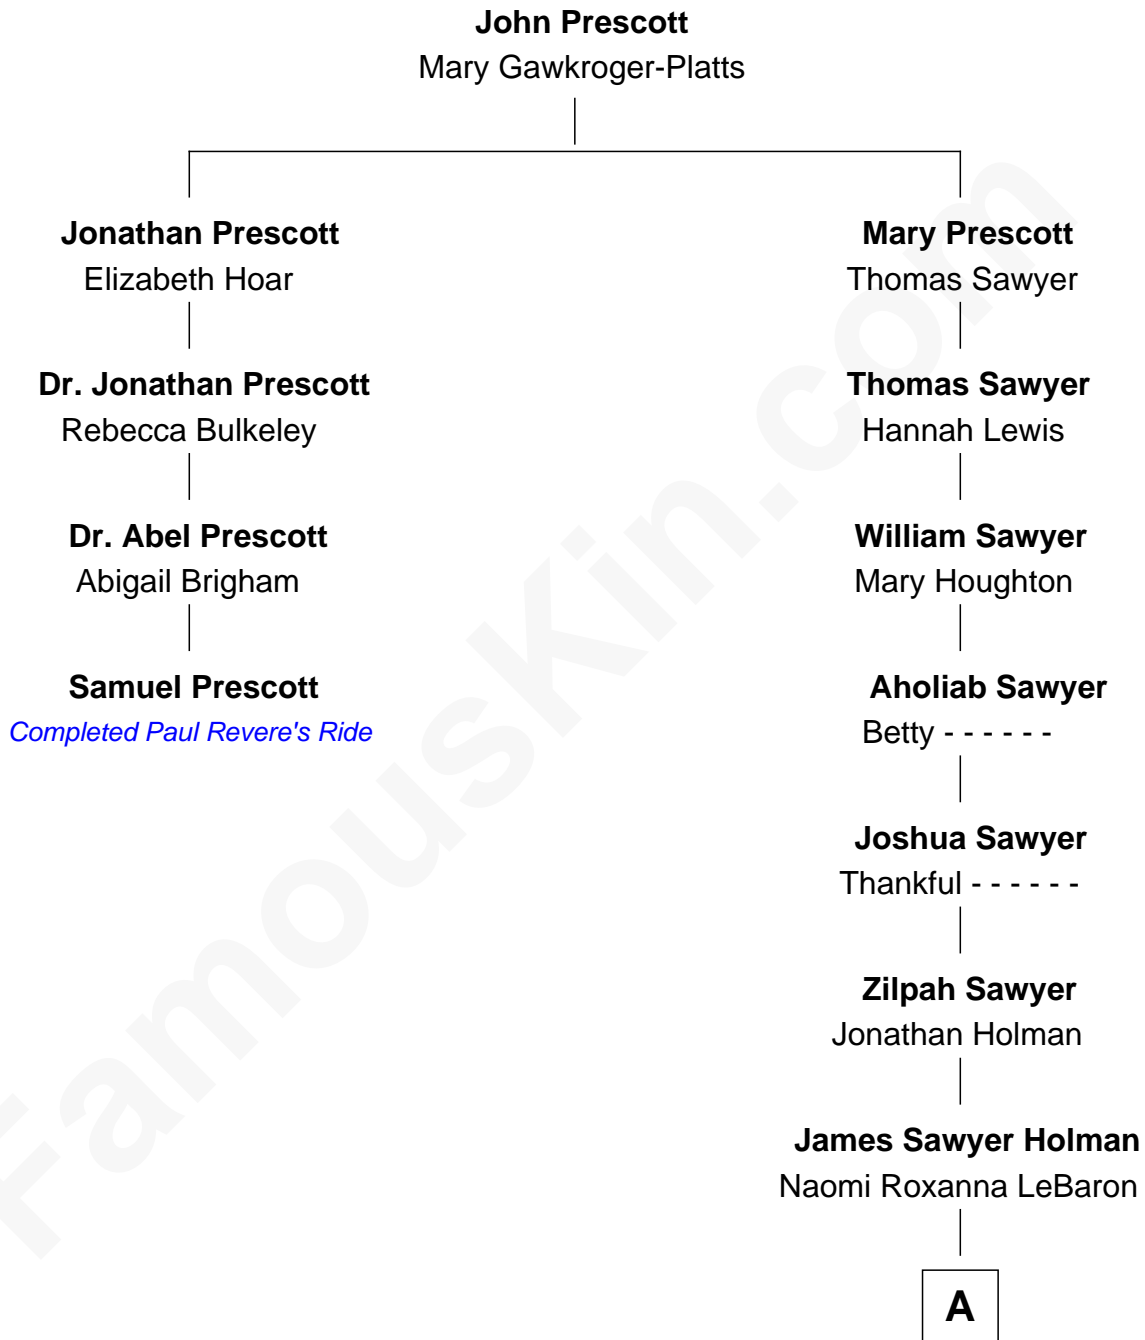 John Prescott
Mary Gawkroger-Platts
Jonathan Prescott
Elizabeth Hoar
Mary Prescott
Thomas Sawyer
Dr. Jonathan Prescott
Rebecca Bulkeley
Thomas Sawyer
Hannah Lewis
Dr. Abel Prescott
Abigail Brigham
William Sawyer
Mary Houghton
Samuel Prescott
Completed Paul Revere's Ride
Aholiab Sawyer
Betty - - - - - -
Joshua Sawyer
Thankful - - - - - -
Zilpah Sawyer
Jonathan Holman
James Sawyer Holman
Naomi Roxanna LeBaron
A
FamousKin.com